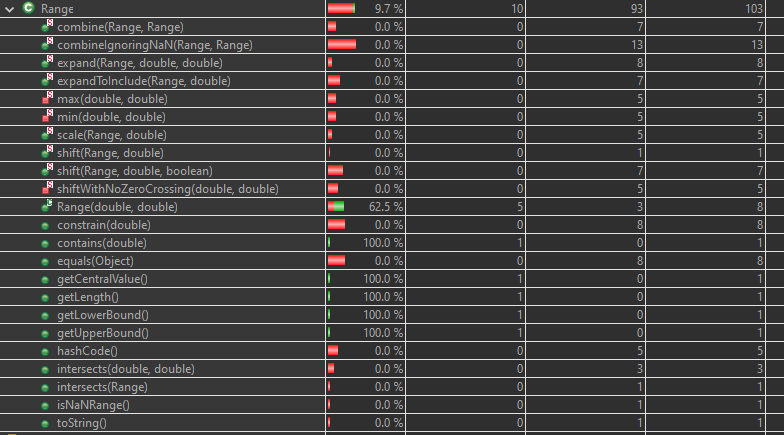 Range 9.7 % 10 93 103
combine(Range, Range) 0.0 % 0 7 7
combineIgnoringNaN(Range, Range) 0.0 % 0 13 13
expand(Range, double, double) 0.0 % 0 8 8
expandToInclude(Range, double) 0.0 % 0 7 7
max(double, double) 0.0 % 0 5 5
min(double, double) 0.0 % 0 5 5
scale(Range, double) 0.0 % 0 5 5
shift(Range, double) 0.0 % 0 1 1
shift(Range, double, boolean) 0.0 % 0 7 7
shiftWithNoZeroCrossing(double, double) 0.0 % 0 5 5
Range(double, double) 62.5 % 5 3 8
constrain(double) 0.0 % 0 8 8
contains(double) 100.0 % 1 0 1
equals(Object) 0.0 % 0 8 8
getCentralValue() 100.0 % 1 0 1
getLength() 100.0 % 1 0 1
getLowerBound() 100.0 % 1 0 1
getUpperBound() 100.0 % 1 0 1
hashCode() 0.0 % 0 5 5
intersects(double, double) 0.0 % 0 3 3
intersects(Range) 0.0 % 0 1 1
isNaNRange() 0.0 % 0 1 1
toString() 0.0 % 0 1 1